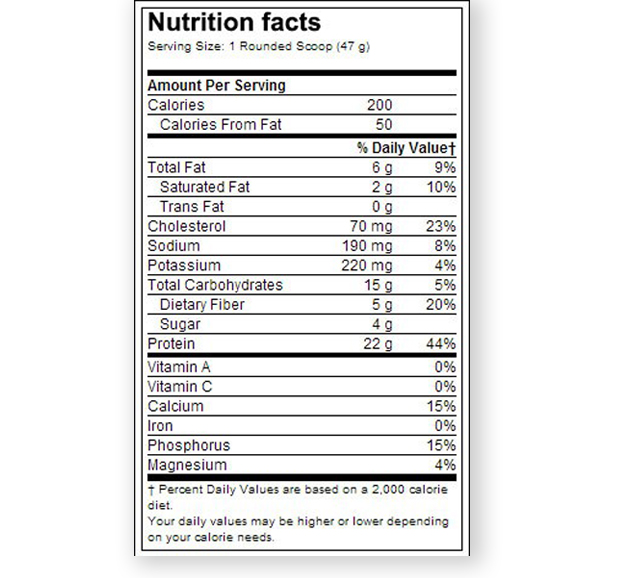 Nutrition facts
Serving Size: 1 Rounded Scoop (47 g)
Amount Per Serving
Calories 200
Calories From Fat 50
% Daily Value†
Total Fat 6 g 9%
Saturated Fat 2 g 10%
Trans Fat 0 g
Cholesterol 70 mg 23%
Sodium 190 mg 8%
Potassium 220 mg 4%
Total Carbohydrates 15 g 5%
Dietary Fiber 5 g 20%
Sugar 4 g
Protein 22 g 44%
Vitamin A 0%
Vitamin C 0%
Calcium 15%
Iron 0%
Phosphorus 15%
Magnesium 4%
† Percent Daily Values are based on a 2,000 calorie
diet.
Your daily values may be higher or lower depending
on your calorie needs.